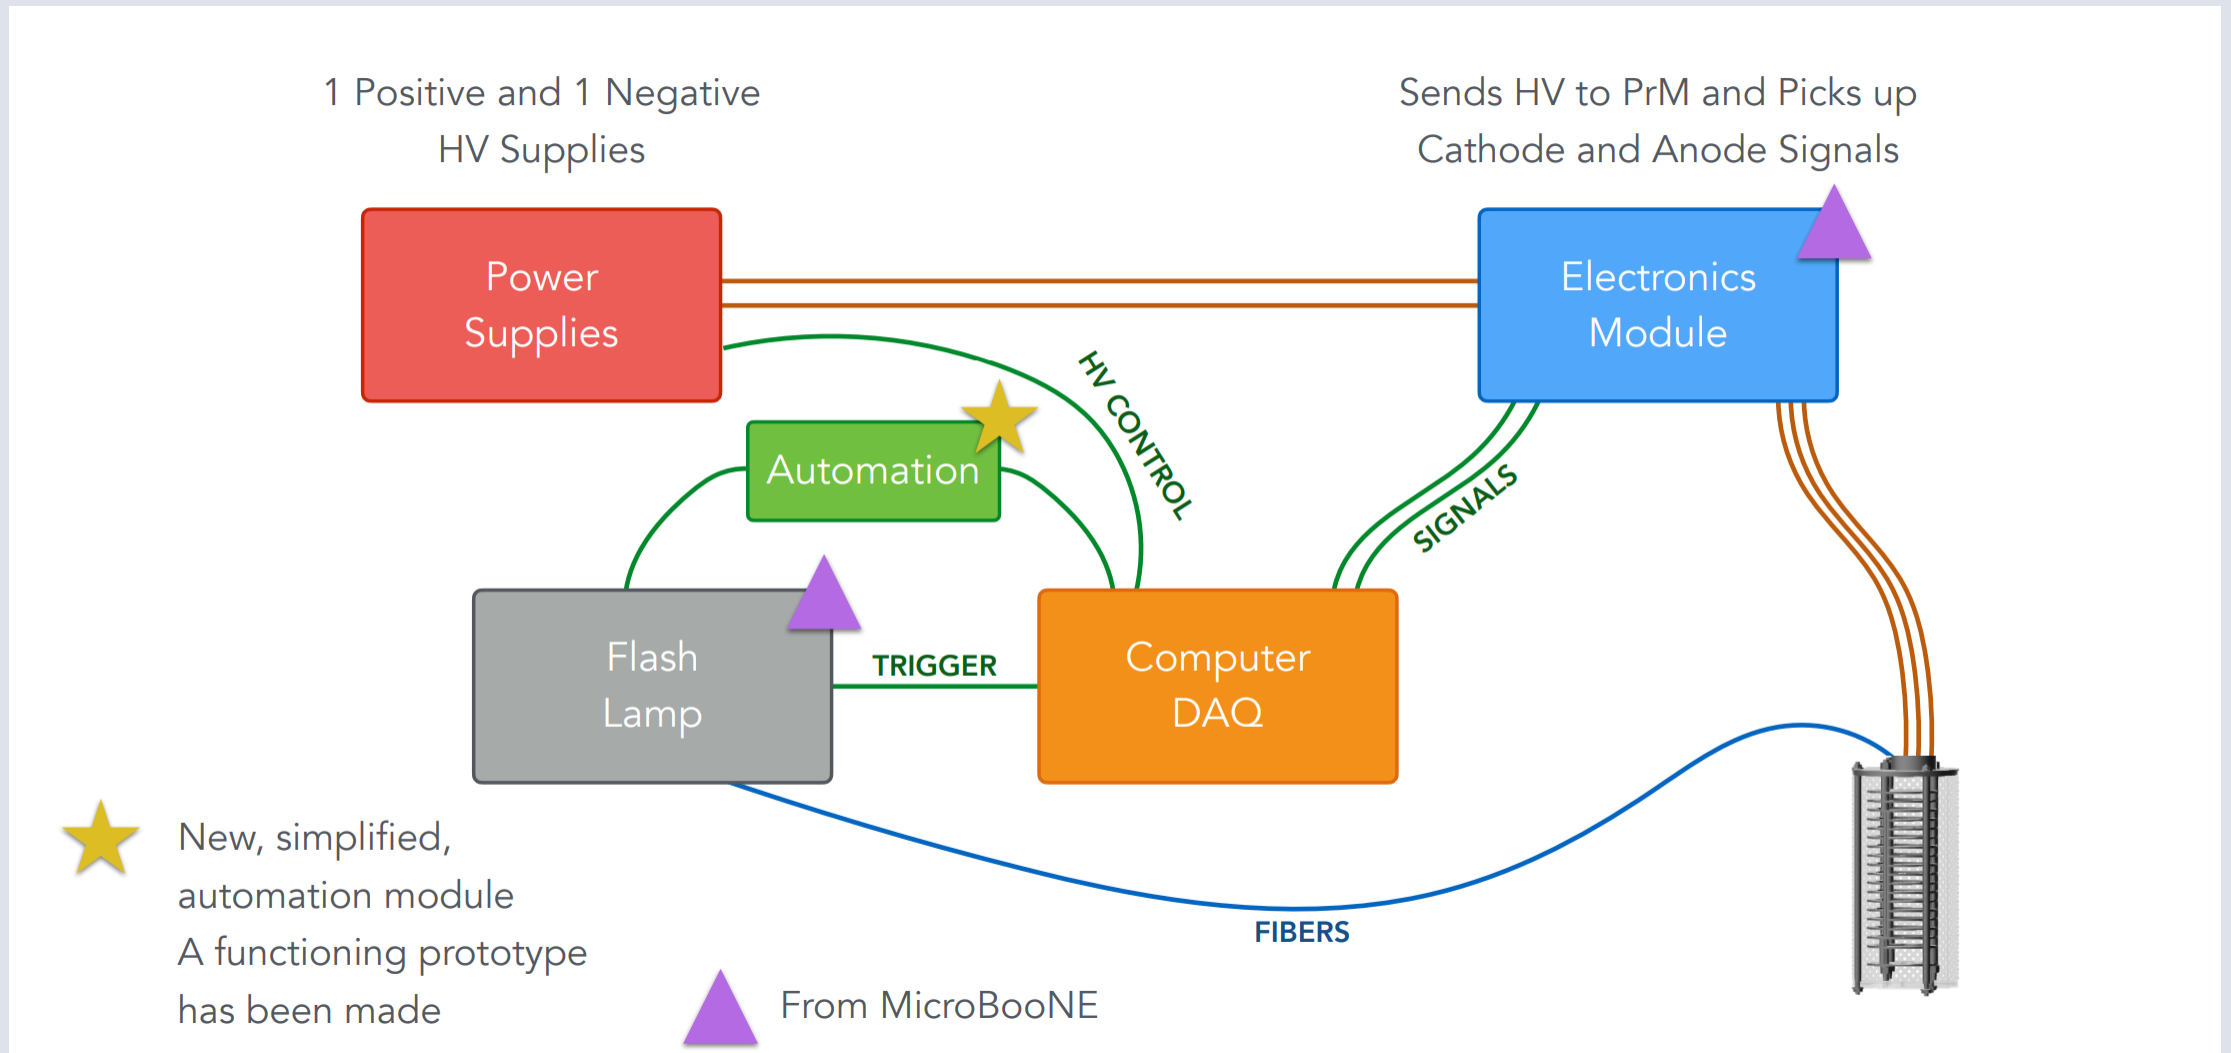 1 Positive and 1 Negative
HV Supplies
Sends HV to PrM and Picks up
Cathode and Anode Signals
Power
Supplies
Electronics
Module
HV CONTROL
Automation
SIGNALS
Flash
Lamp
TRIGGER
Computer
DAQ
FIBERS
New, simplified,
automation module
A functioning prototype
has been made
From MicroBooNE